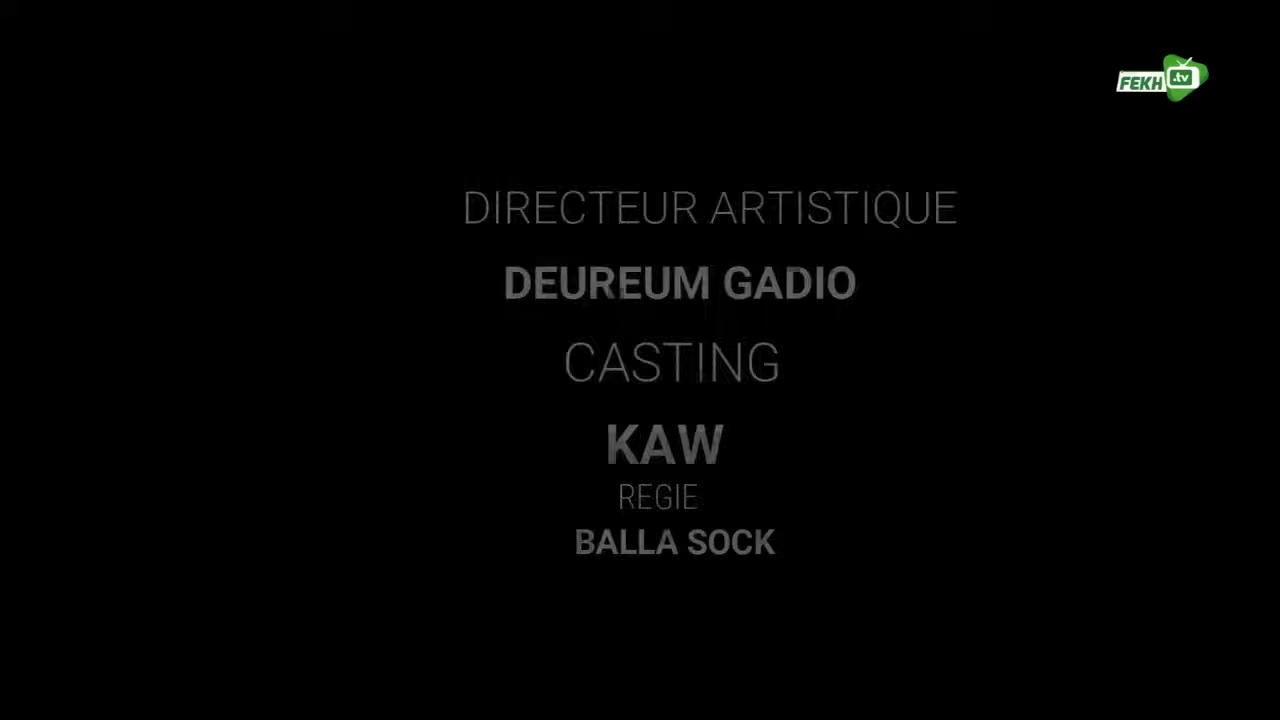 FEKH .tv
DIRECTEUR ARTISTIQUE
DEUREUM GADIO
CASTING
KAW
REGIE
BALLA SOCK